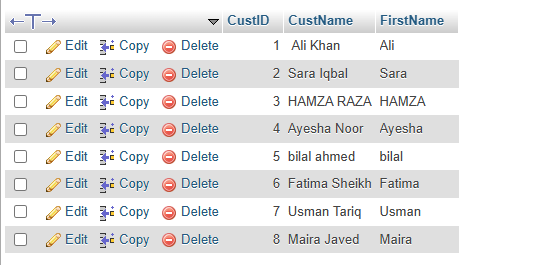 CustID CustName FirstName
Edit Copy Delete 1 Ali Khan Ali
Edit Copy Delete 2 Sara Iqbal Sara
Edit Copy Delete 3 HAMZA RAZA HAMZA
Edit Copy Delete 4 Ayesha Noor Ayesha
Edit Copy Delete 5 bilal ahmed bilal
Edit Copy Delete 6 Fatima Sheikh Fatima
Edit Copy Delete 7 Usman Tariq Usman
Edit Copy Delete 8 Maira Javed Maira